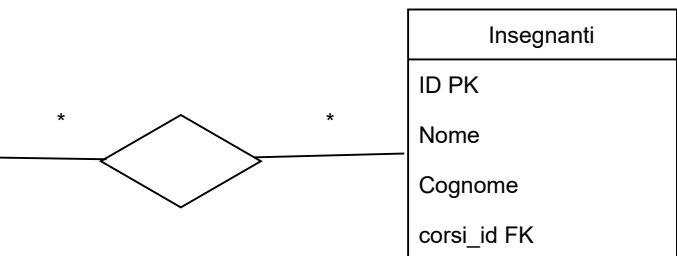 Insegnanti
ID PK
* *
Nome
Cognome
corsi_id FK